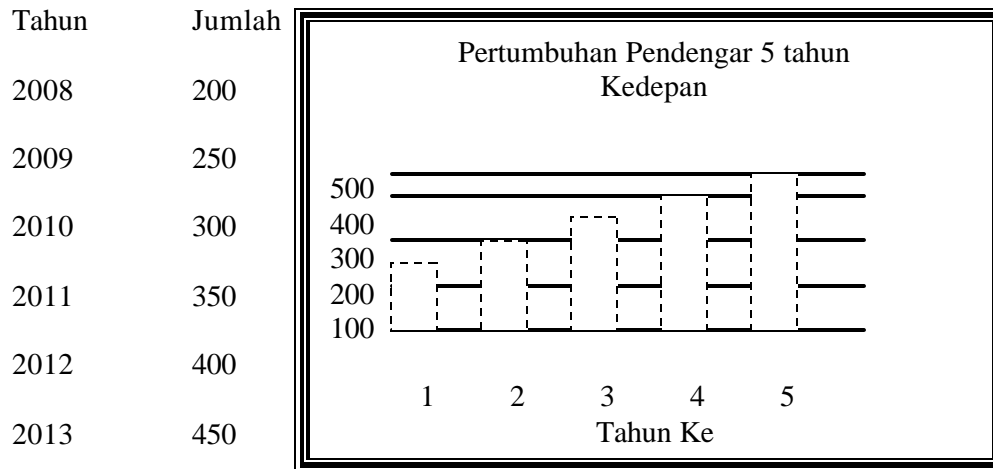 Tahun Jumlah
2008 200
2009 250
2010 300
2011 350
2012 400
2013 450
Pertumbuhan Pendengar 5 tahun
Kedepan
500
400
300
200
100
1 2 3 4 5
Tahun Ke